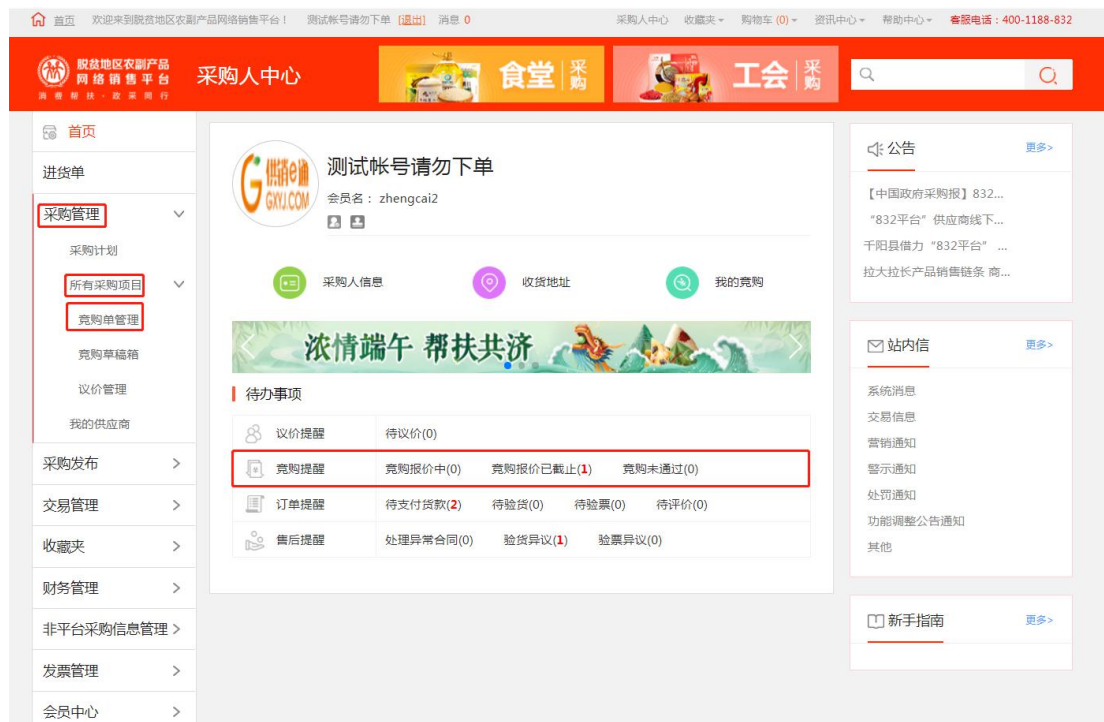 首页 欢迎来到脱贫地区农副产品网络销售平台！ 测试帐号请勿下单 [退出] 消息 0 采购人中心 收藏夹 购物车 (0) 资讯中心 帮助中心 客服电话：400-1188-832
脱贫地区农副产品
网络销售平台
消费帮扶·政采同行
采购人中心
食堂 采购
工会 采购
首页
进货单
采购管理
采购计划
所有采购项目
竞购单管理
竞购草稿箱
议价管理
我的供应商
采购发布 >
交易管理 >
收藏夹 >
财务管理 >
非平台采购信息管理 >
发票管理 >
会员中心 >
供销e通
GXYJ.COM
测试帐号请勿下单
会员名： zhengcai2
采购人信息 收货地址 我的竞购
浓情端午 帮扶共济
待办事项
议价提醒 待议价(0)
竞购提醒 竞购报价中(0) 竞购报价已截止(1) 竞购未通过(0)
订单提醒 待支付货款(2) 待验货(0) 待验票(0) 待评价(0)
售后提醒 处理异常合同(0) 验货异议(1) 验票异议(0)
公告 更多>
【中国政府采购报】832...
“832平台”供应商线下...
千阳县借力“832平台” ...
拉大拉长产品销售链条 商...
站内信 更多>
系统消息
交易信息
营销通知
警示通知
处罚通知
功能调整公告通知
其他
新手指南 更多>